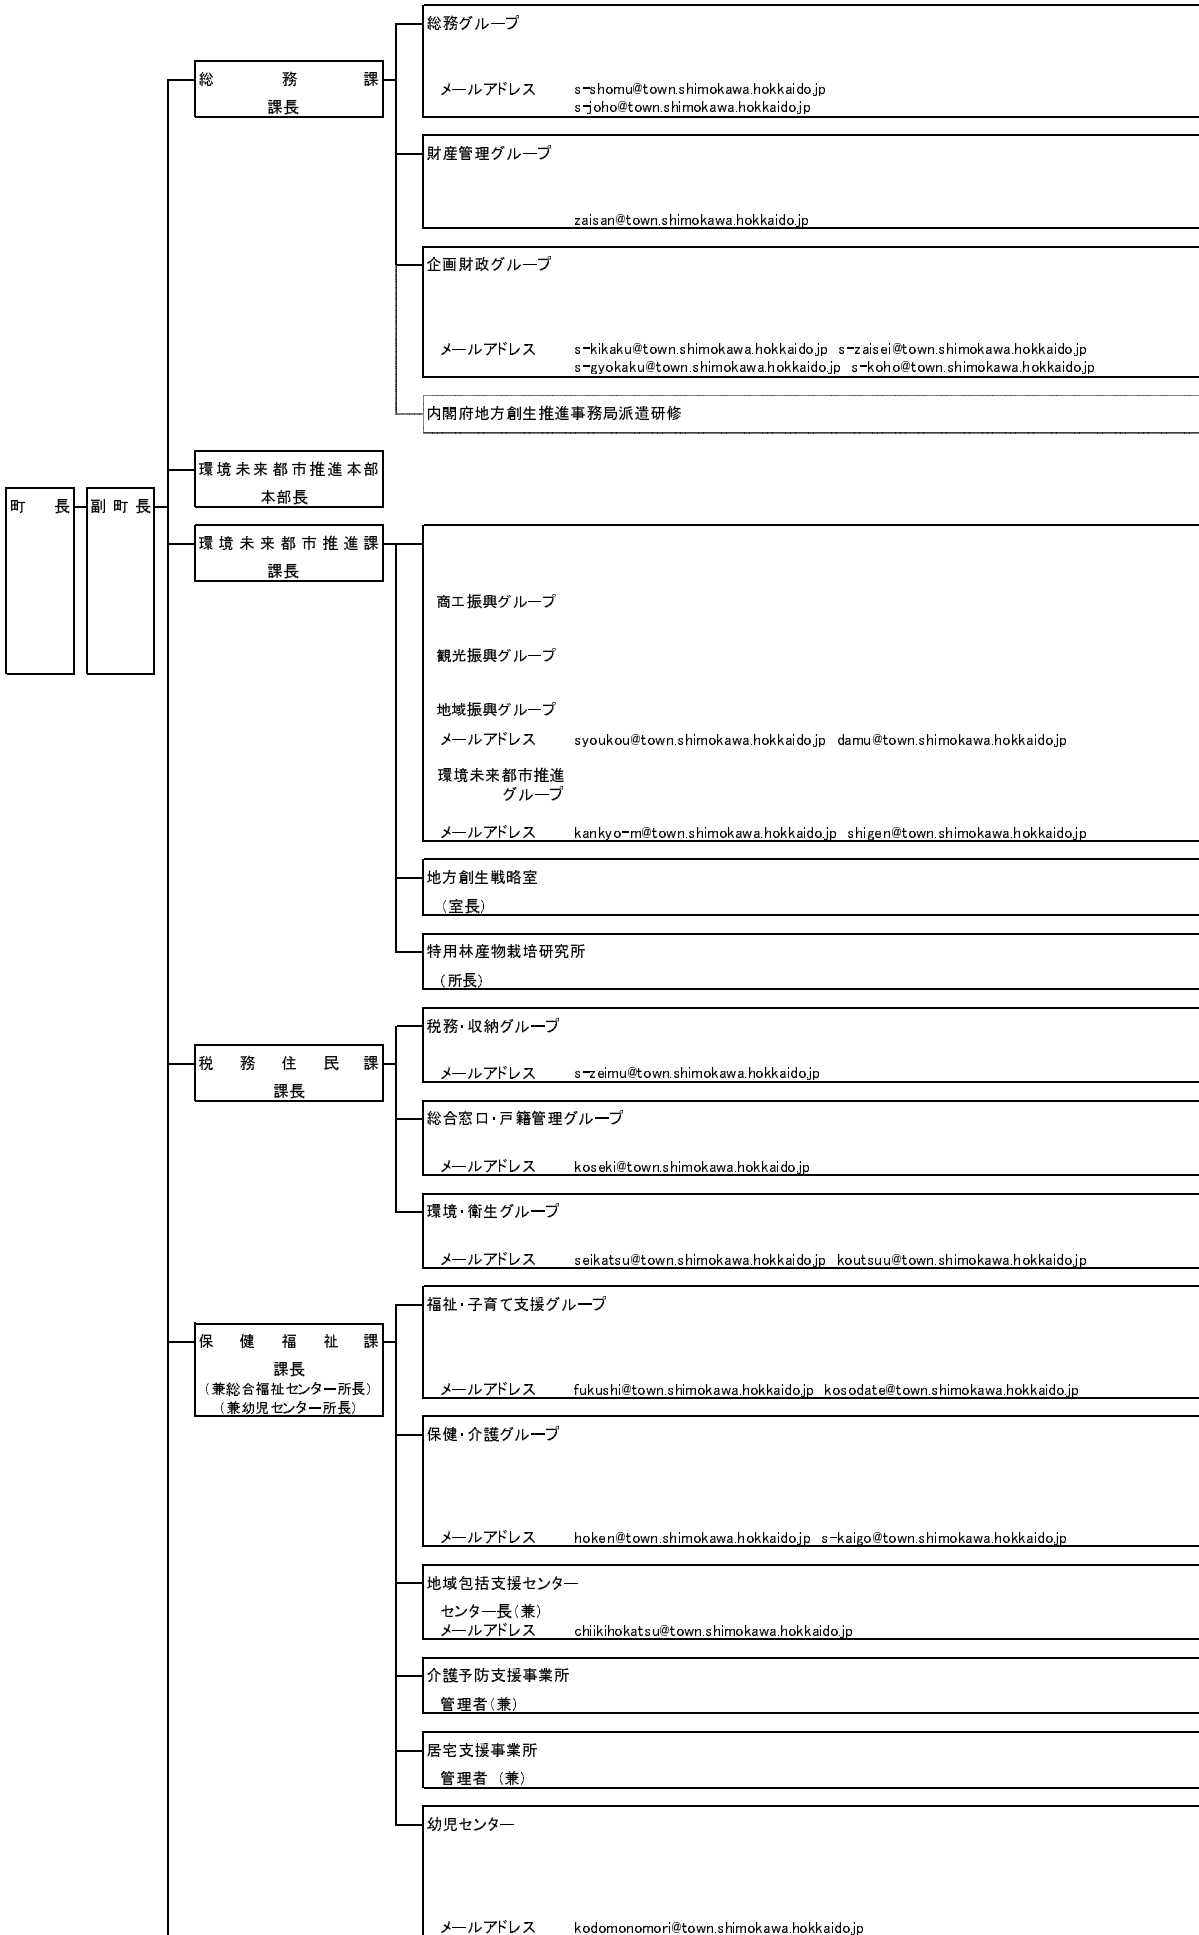 総務グループ
総務課
課長
メールアドレス s-shomu@town.shimokawa.hokkaido.jp
s-joho@town.shimokawa.hokkaido.jp
財産管理グループ
zaisan@town.shimokawa.hokkaido.jp
企画財政グループ
メールアドレス s-kikaku@town.shimokawa.hokkaido.jp s-zaisei@town.shimokawa.hokkaido.jp
s-gyokaku@town.shimokawa.hokkaido.jp s-koho@town.shimokawa.hokkaido.jp
内閣府地方創生推進事務局派遣研修
環境未来都市推進本部
本部長
町長
副町長
環境未来都市推進課
課長
商工振興グループ
観光振興グループ
地域振興グループ
メールアドレス syoukou@town.shimokawa.hokkaido.jp damu@town.shimokawa.hokkaido.jp
環境未来都市推進
グループ
メールアドレス kankyo-m@town.shimokawa.hokkaido.jp shigen@town.shimokawa.hokkaido.jp
地方創生戦略室
(室長)
特用林産物栽培研究所
(所長)
税務住民課
課長
税務・収納グループ
メールアドレス s-zeimu@town.shimokawa.hokkaido.jp
総合窓口・戸籍管理グループ
メールアドレス koseki@town.shimokawa.hokkaido.jp
環境・衛生グループ
メールアドレス seikatsu@town.shimokawa.hokkaido.jp koutsuu@town.shimokawa.hokkaido.jp
保健福祉課
課長
(兼総合福祉センター所長)
(兼幼児センター所長)
福祉・子育て支援グループ
メールアドレス fukushi@town.shimokawa.hokkaido.jp kosodate@town.shimokawa.hokkaido.jp
保健・介護グループ
メールアドレス hoken@town.shimokawa.hokkaido.jp s-kaigo@town.shimokawa.hokkaido.jp
地域包括支援センター
センター長(兼)
メールアドレス chiikihokatsu@town.shimokawa.hokkaido.jp
介護予防支援事業所
管理者(兼)
居宅支援事業所
管理者 (兼)
幼児センター
メールアドレス kodomonomori@town.shimokawa.hokkaido.jp